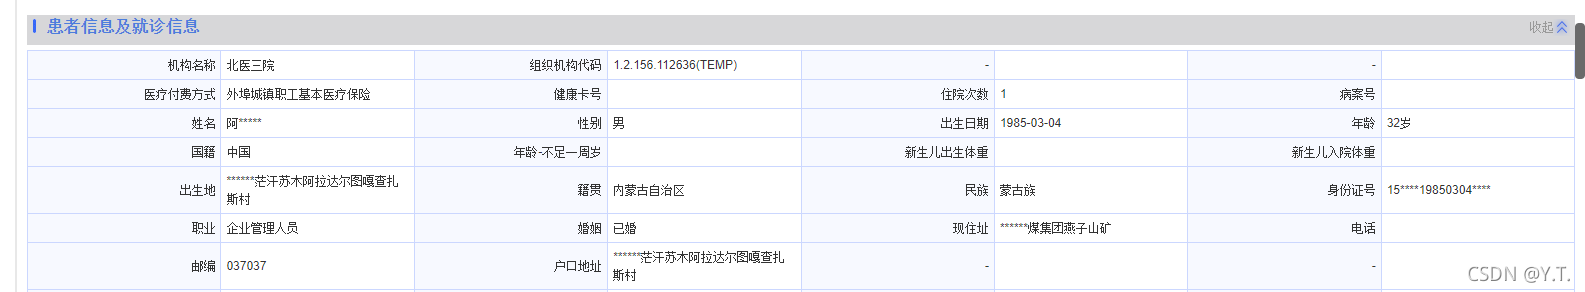 患者信息及就诊信息 收起
机构名称 北医三院 组织机构代码 1.2.156.112636(TEMP) - -
医疗付费方式 外埠城镇职工基本医疗保险 健康卡号 住院次数 1 病案号
姓名 阿***** 性别 男 出生日期 1985-03-04 年龄 32岁
国籍 中国 年龄-不足一周岁 新生儿出生体重 新生儿入院体重
出生地 ******茫汗苏木阿拉达尔图嘎查扎斯村 籍贯 内蒙古自治区 民族 蒙古族 身份证号 15****19850304****
职业 企业管理人员 婚姻 已婚 现住址 ******煤集团燕子山矿 电话
邮编 037037 户口地址 ******茫汗苏木阿拉达尔图嘎查扎斯村 - -
CSDN @Y.T.